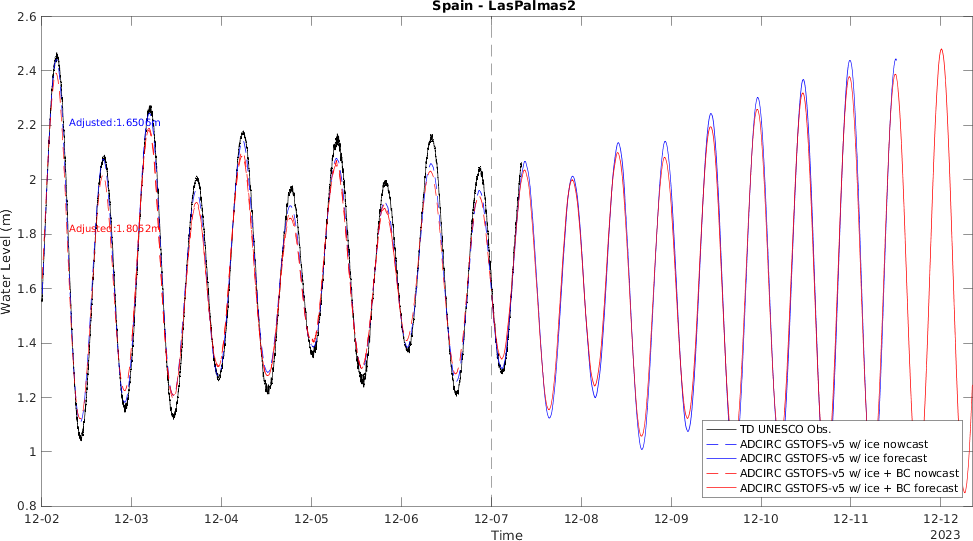 Spain - LasPalmas2
2.6
2.4
2.2
2
1.8
1.6
1.4
1.2
1
0.8
Water Level (m)
Adjusted:1.6506m
Adjusted:1.8052m
TD UNESCO Obs.
ADCIRC GSTOFS-v5 w/ ice nowcast
ADCIRC GSTOFS-v5 w/ ice forecast
ADCIRC GSTOFS-v5 w/ ice + BC nowcast
ADCIRC GSTOFS-v5 w/ ice + BC forecast
12-02 12-03 12-04 12-05 12-06 12-07 12-08 12-09 12-10 12-11 12-12
Time
2023